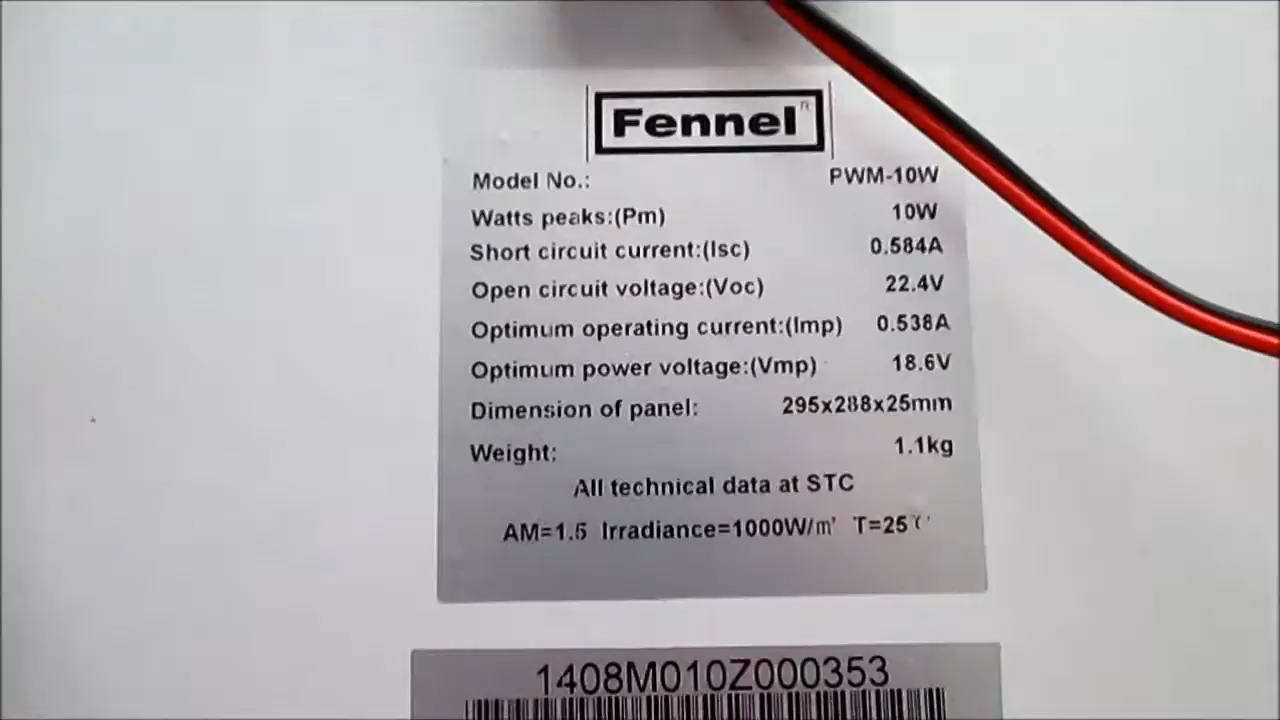 Fennel
Model No.: PWM-10W
Watts peaks:(Pm) 10W
Short circuit current:(Isc) 0.584A
Open circuit voltage:(Voc) 22.4V
Optimum operating current:(Imp) 0.538A
Optimum power voltage:(Vmp) 18.6V
Dimension of panel: 295x288x25mm
Weight: 1.1kg
All technical data at STC
AM=1.5 Irradiance=1000W/m² T=25℃
1408M010Z000353